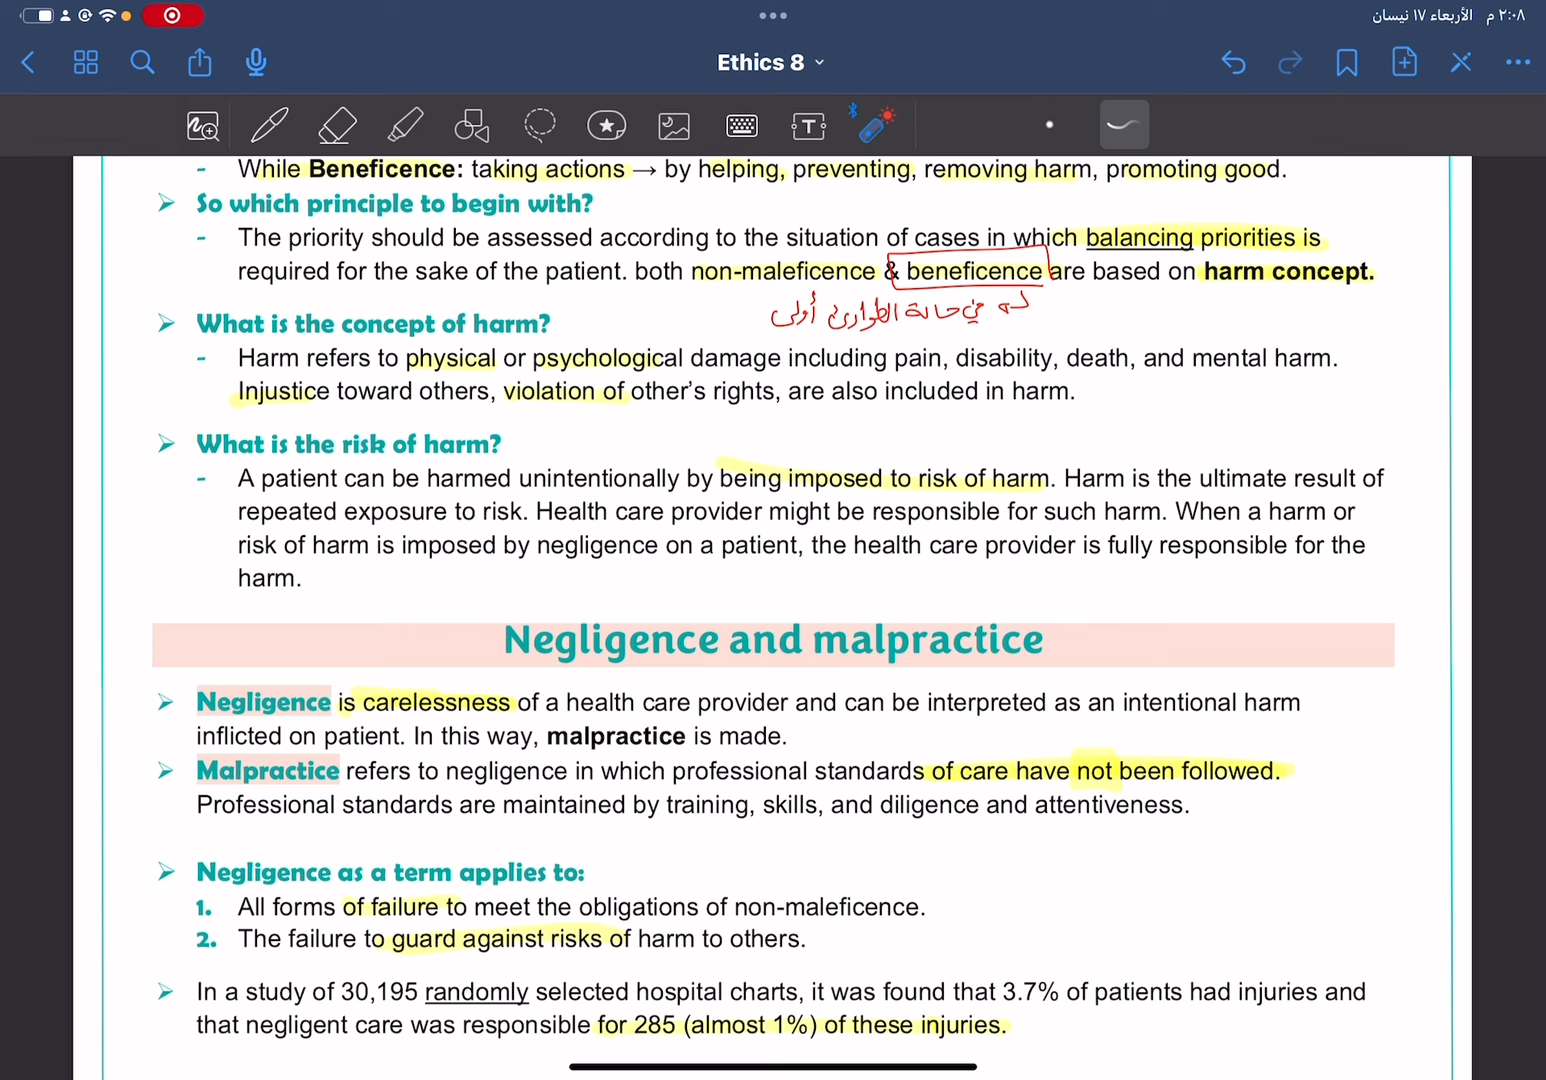 ٢:٠٨ م الأربعاء ١٧ نيسان
Ethics 8
T
- While Beneficence: taking actions → by helping, preventing, removing harm, promoting good.
➢ So which principle to begin with?
- The priority should be assessed according to the situation of cases in which balancing priorities is
required for the sake of the patient. both non-maleficence & beneficence are based on harm concept.
في حالة الطوارئ أولى
➢ What is the concept of harm?
- Harm refers to physical or psychological damage including pain, disability, death, and mental harm.
Injustice toward others, violation of other’s rights, are also included in harm.
➢ What is the risk of harm?
- A patient can be harmed unintentionally by being imposed to risk of harm. Harm is the ultimate result of
repeated exposure to risk. Health care provider might be responsible for such harm. When a harm or
risk of harm is imposed by negligence on a patient, the health care provider is fully responsible for the
harm.
Negligence and malpractice
➢ Negligence is carelessness of a health care provider and can be interpreted as an intentional harm
inflicted on patient. In this way, malpractice is made.
➢ Malpractice refers to negligence in which professional standards of care have not been followed.
Professional standards are maintained by training, skills, and diligence and attentiveness.
➢ Negligence as a term applies to:
1. All forms of failure to meet the obligations of non-maleficence.
2. The failure to guard against risks of harm to others.
➢ In a study of 30,195 randomly selected hospital charts, it was found that 3.7% of patients had injuries and
that negligent care was responsible for 285 (almost 1%) of these injuries.